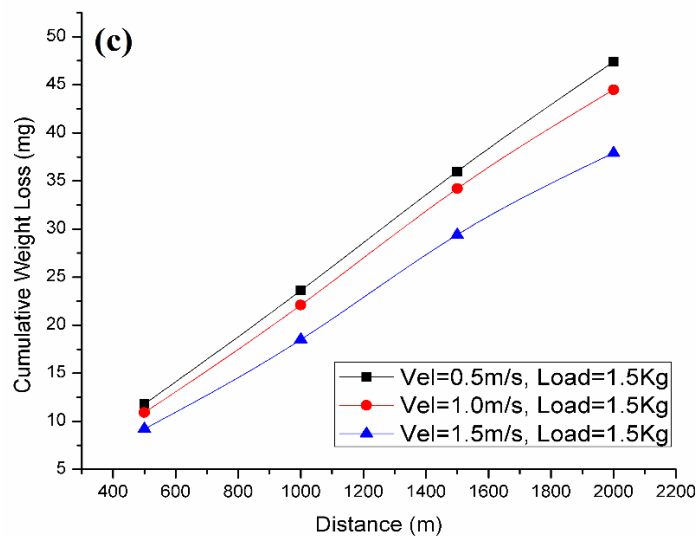 (c)
Cumulative Weight Loss (mg)
50
45
40
35
30
25
20
15
10
5
Vel=0.5m/s, Load=1.5Kg
Vel=1.0m/s, Load=1.5Kg
Vel=1.5m/s, Load=1.5Kg
400 600 800 1000 1200 1400 1600 1800 2000 2200
Distance (m)